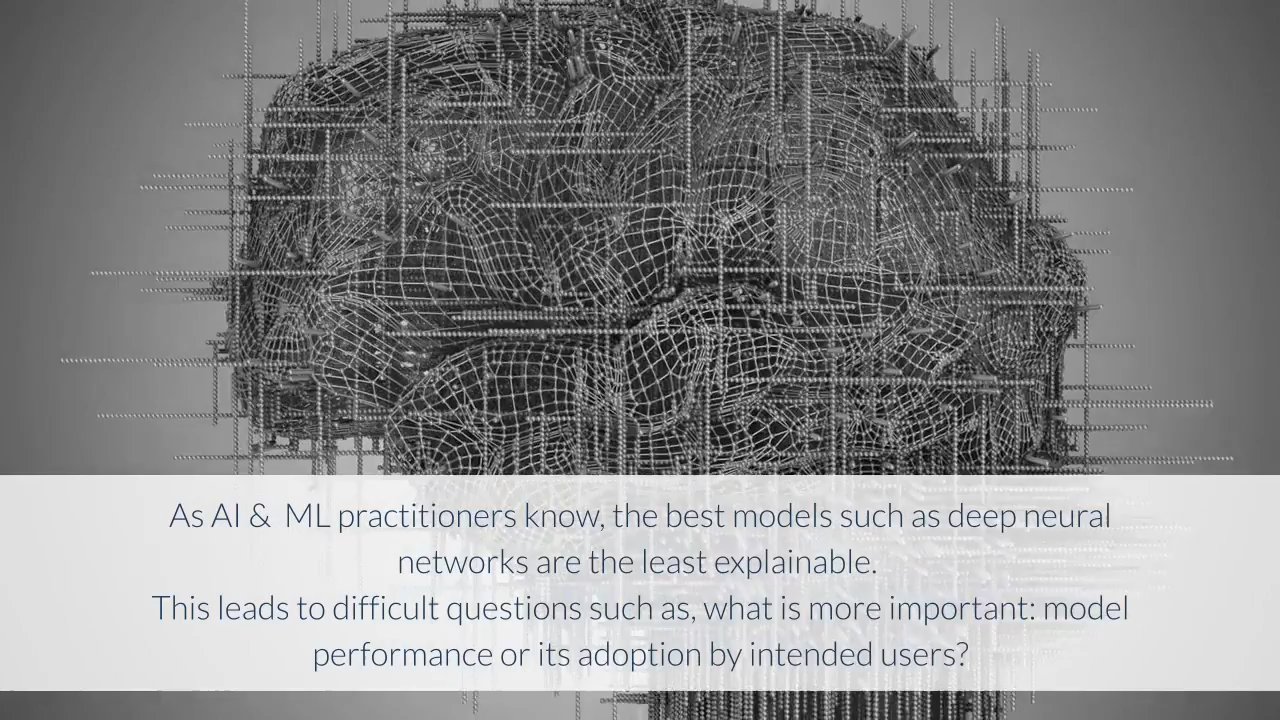 As AI &  ML practitioners know, the best models such as deep neural
networks are the least explainable.
This leads to difficult questions such as, what is more important: model
performance or its adoption by intended users?